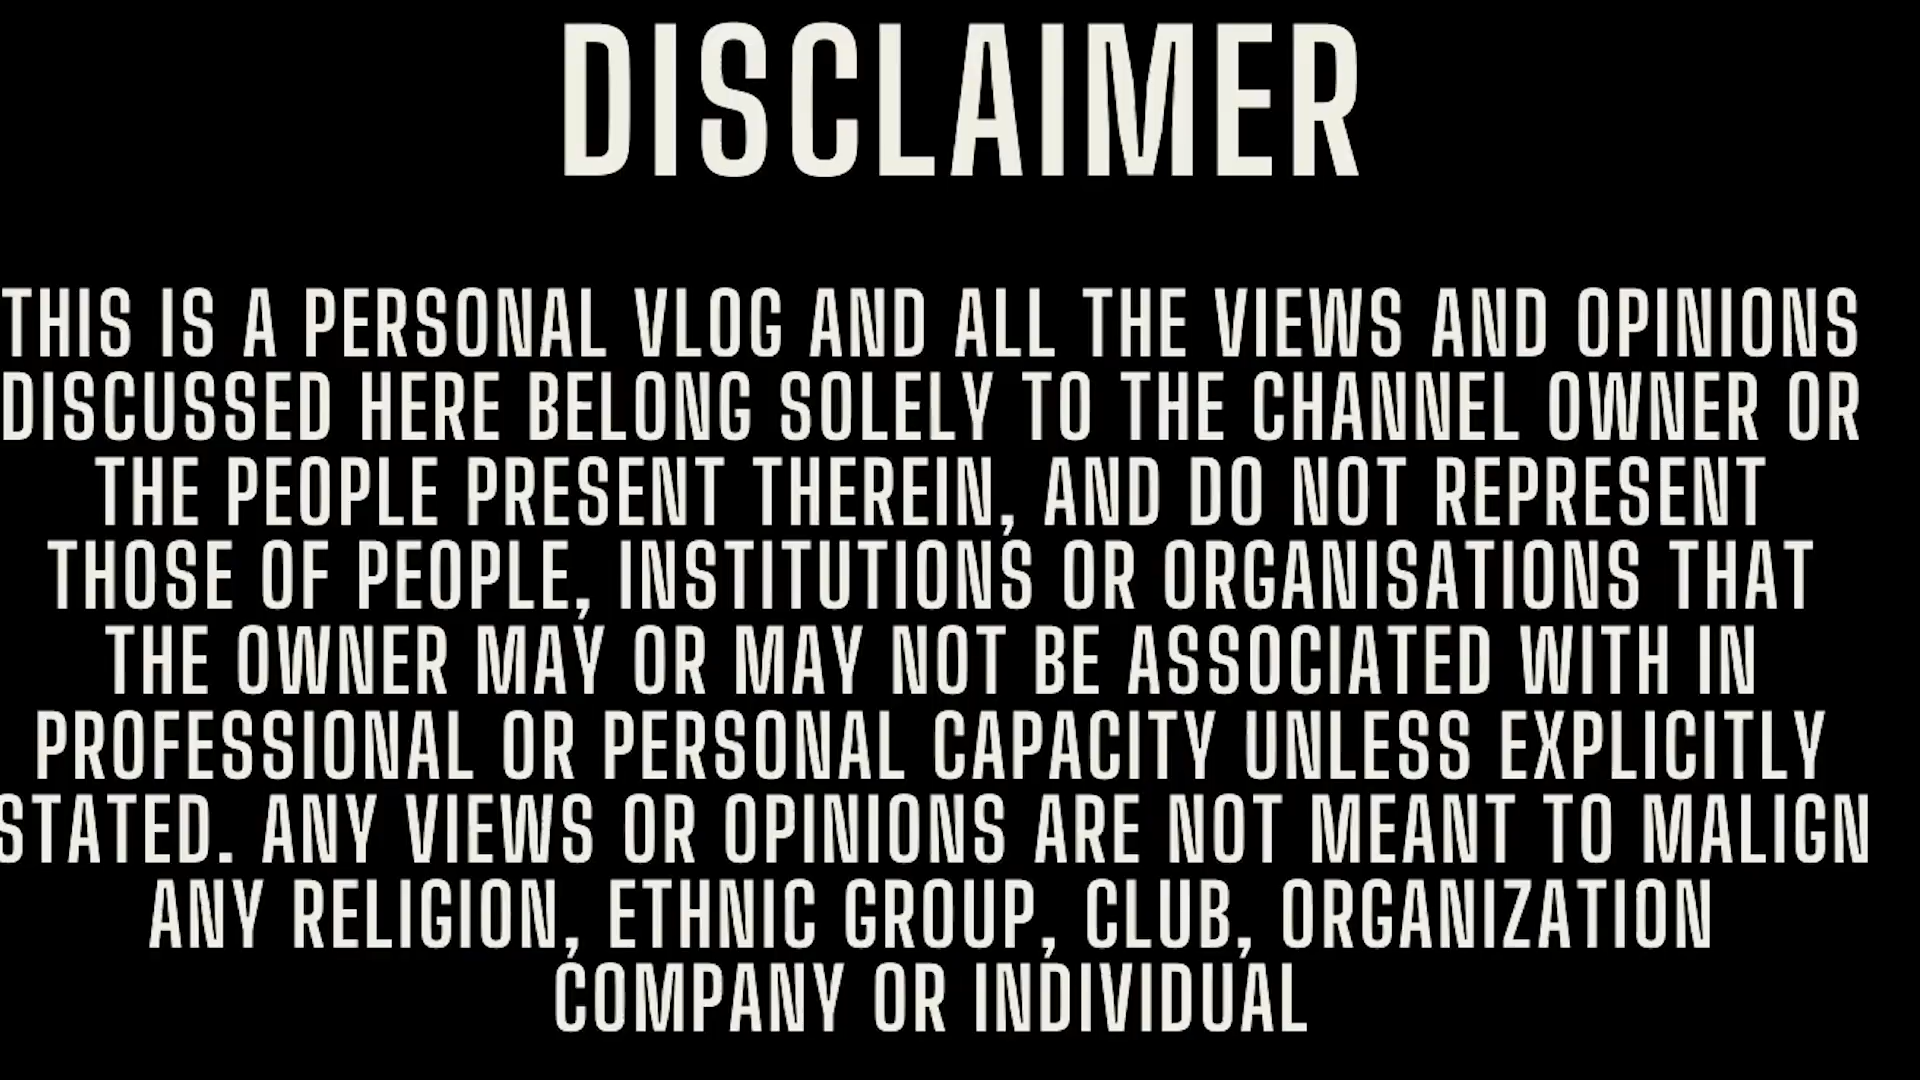 DISCLAIMER
THIS IS A PERSONAL VLOG AND ALL THE VIEWS AND OPINIONS
DISCUSSED HERE BELONG SOLELY TO THE CHANNEL OWNER OR
THE PEOPLE PRESENT THEREIN, AND DO NOT REPRESENT
THOSE OF PEOPLE, INSTITUTIONS OR ORGANISATIONS THAT
THE OWNER MAY OR MAY NOT BE ASSOCIATED WITH IN
PROFESSIONAL OR PERSONAL CAPACITY UNLESS EXPLICITLY
STATED. ANY VIEWS OR OPINIONS ARE NOT MEANT TO MALIGN
ANY RELIGION, ETHNIC GROUP, CLUB, ORGANIZATION
COMPANY OR INDIVIDUAL